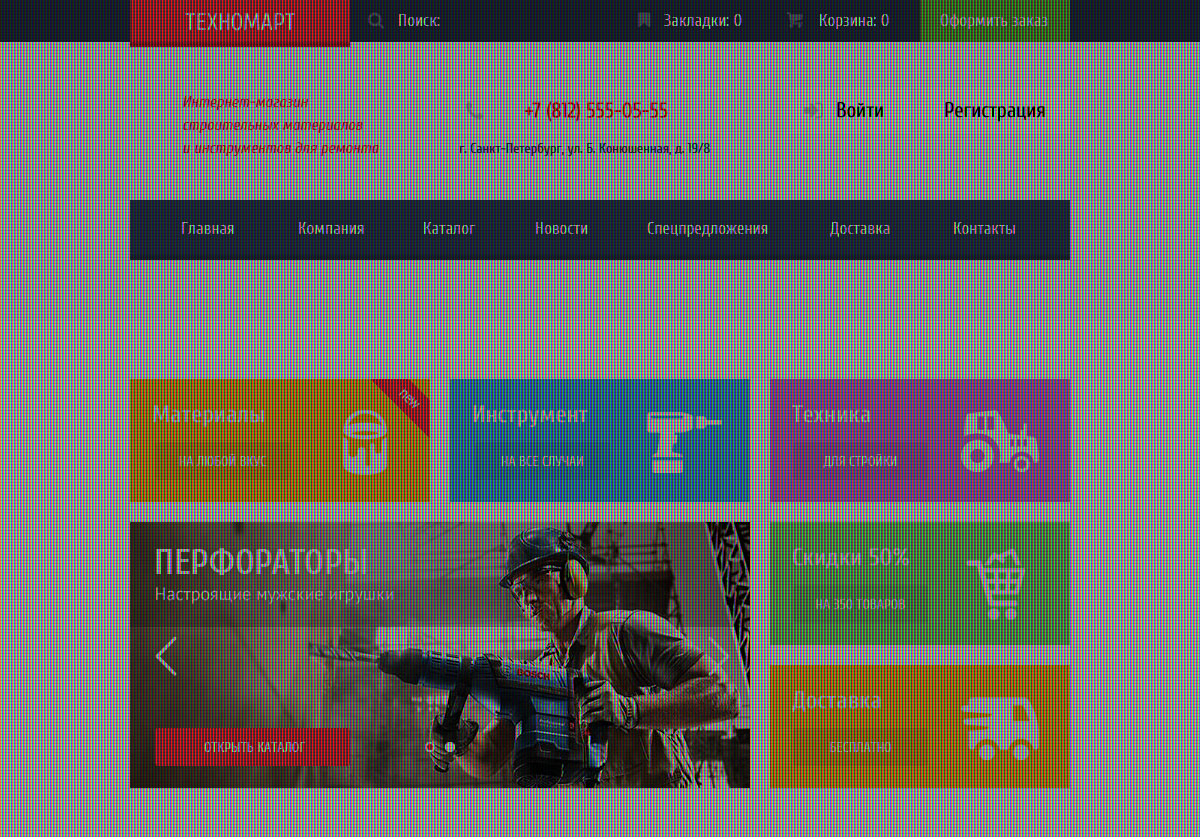 ТЕХНОМАРТ
Поиск:
Закладки: 0
Корзина: 0
Оформить заказ
Интернет-магазин
строительных материалов
и инструментов для ремонта
+7 (812) 555-05-55
г. Санкт-Петербург, ул. Б. Конюшенная, д. 19/8
Войти
Регистрация
Главная
Компания
Каталог
Новости
Спецпредложения
Доставка
Контакты
Материалы
new
НА ЛЮБОЙ ВКУС
Инструмент
НА ВСЕ СЛУЧАИ
Техника
ДЛЯ СТРОЙКИ
ПЕРФОРАТОРЫ
Настоящие мужские игрушки
BOSCH
ОТКРЫТЬ КАТАЛОГ
Скидки 50%
НА 350 ТОВАРОВ
Доставка
БЕСПЛАТНО